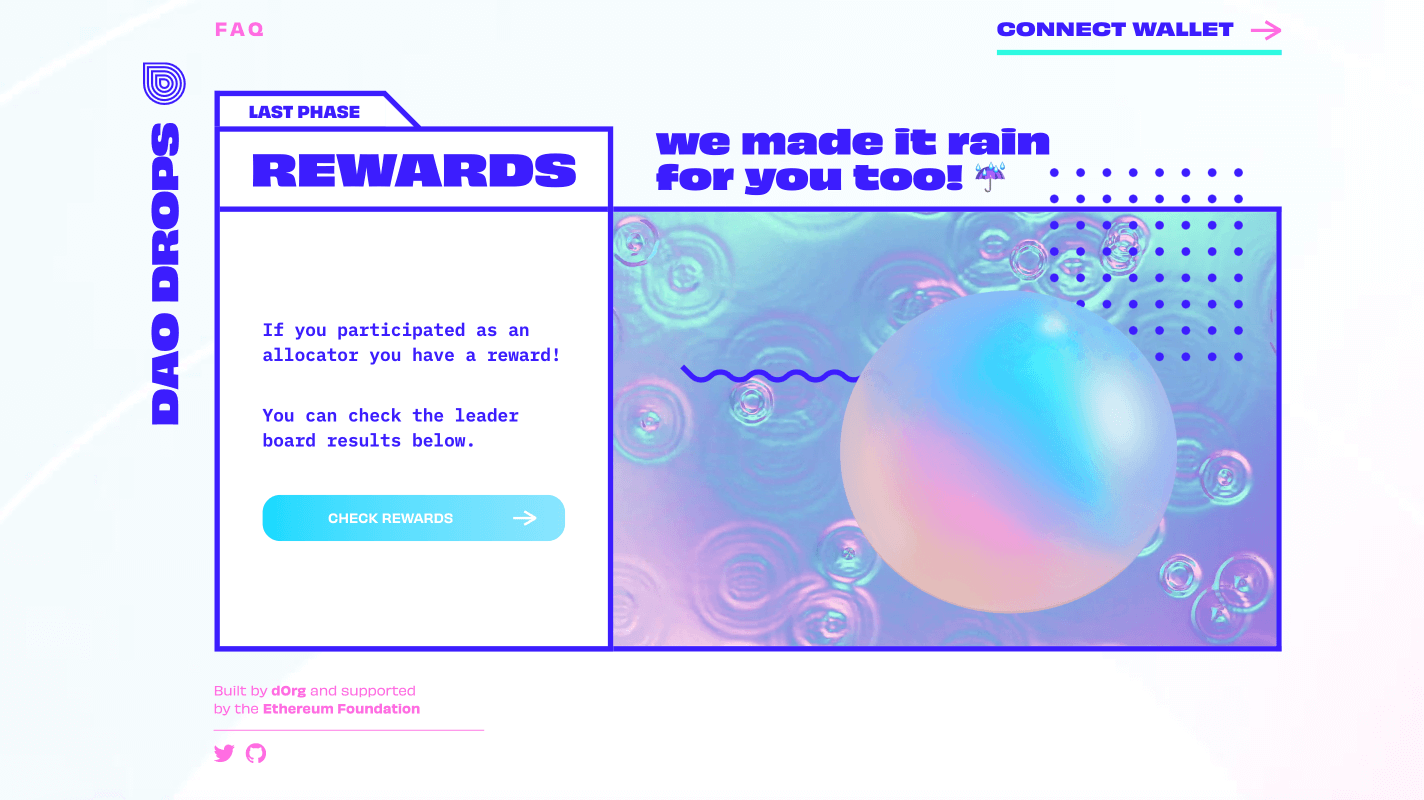 FAQ
CONNECT WALLET
DAO DROPS
LAST PHASE
REWARDS
we made it rain
for you too! ☔
If you participated as an
allocator you have a reward!
You can check the leader
board results below.
CHECK REWARDS
Built by dOrg and supported
by the Ethereum Foundation